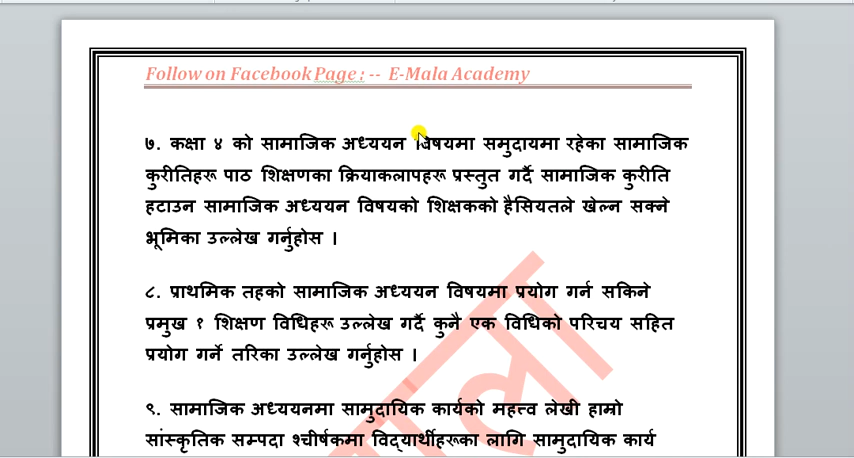 Follow on Facebook Page : -- E-Mala Academy
७. कक्षा ४ को सामाजिक अध्ययन विषयमा समुदायमा रहेका सामाजिक
कुरीतिहरू पाठ शिक्षणका क्रियाकलापहरू प्रस्तुत गर्दै सामाजिक कुरीति
हटाउन सामाजिक अध्ययन विषयको शिक्षकको हैसियतले खेल्न सक्ने
भूमिका उल्लेख गर्नुहोस ।
८. प्राथमिक तहको सामाजिक अध्ययन विषयमा प्रयोग गर्न सकिने
प्रमुख १ शिक्षण विधिहरू उल्लेख गर्दै कुनै एक विधिको परिचय सहित
प्रयोग गर्ने तरिका उल्लेख गर्नुहोस ।
९. सामाजिक अध्ययनमा सामुदायिक कार्यको महत्त्व लेखी हाम्रो
सांस्कृतिक सम्पदा श्चीर्षकमा विद्यार्थीहरूका लागि सामुदायिक कार्य